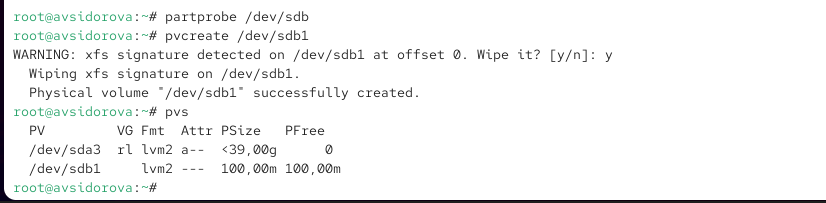 root@avsidorova:~# partprobe /dev/sdb
root@avsidorova:~# pvcreate /dev/sdb1
WARNING: xfs signature detected on /dev/sdb1 at offset 0. Wipe it? [y/n]: y
  Wiping xfs signature on /dev/sdb1.
  Physical volume "/dev/sdb1" successfully created.
root@avsidorova:~# pvs
  PV         VG Fmt  Attr PSize   PFree
  /dev/sda3  rl lvm2 a--  <39,00g      0
  /dev/sdb1     lvm2 ---  100,00m 100,00m
root@avsidorova:~#